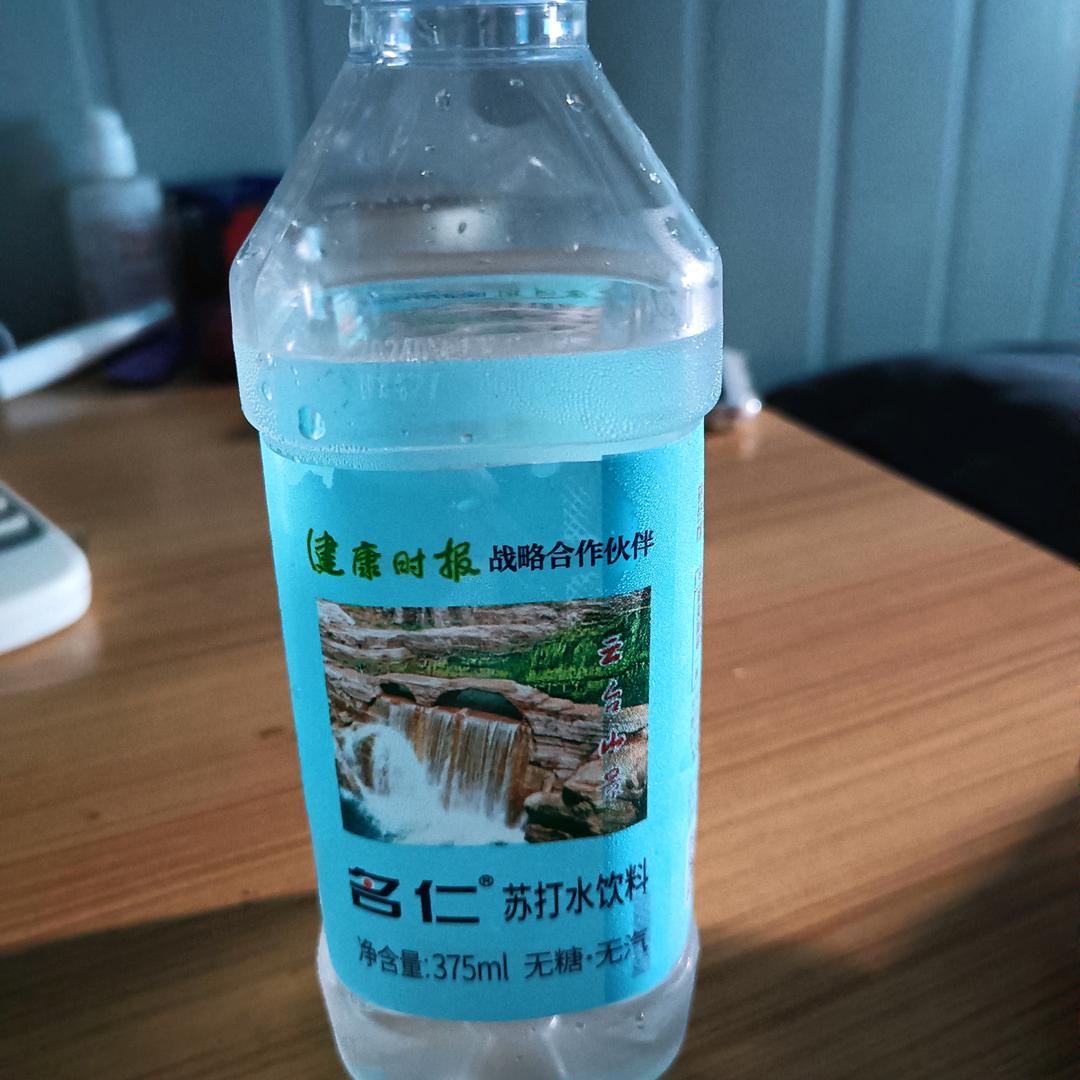 健康时报 战略合作伙伴
云台山景
名仁® 苏打水饮料
净含量:375ml 无糖·无汽